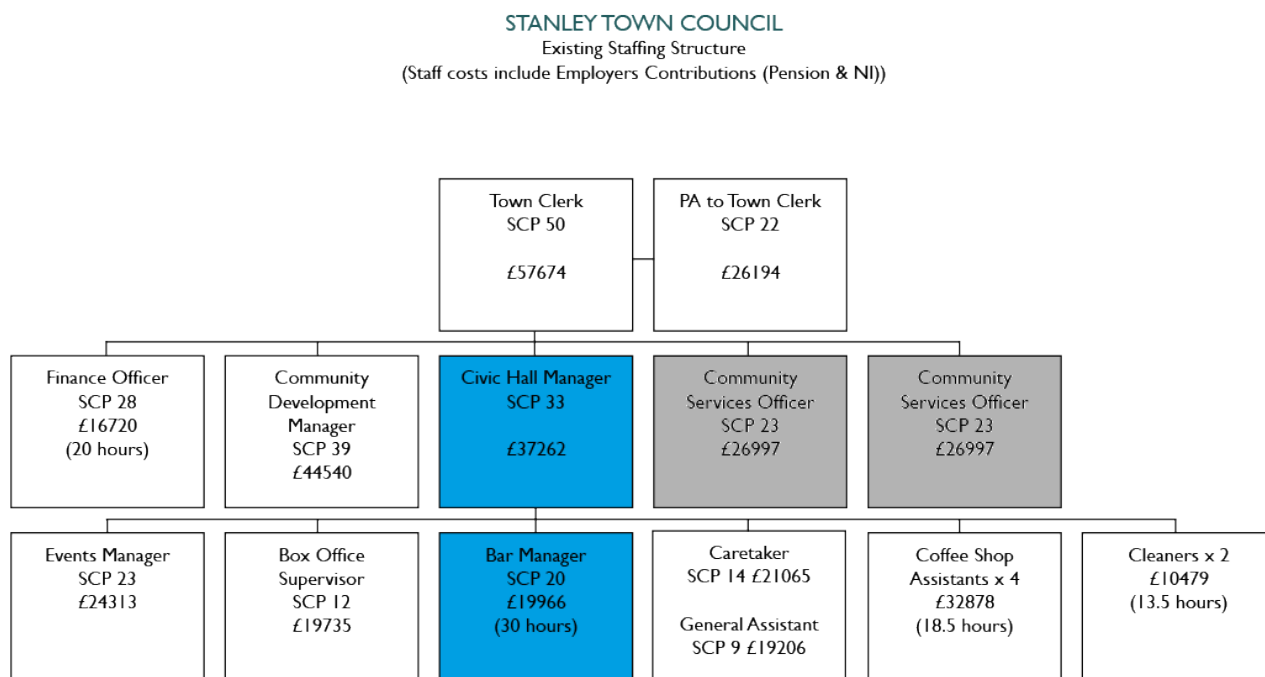 STANLEY TOWN COUNCIL
Existing Staffing Structure
(Staff costs include Employers Contributions (Pension & NI))
Town Clerk
SCP 50
£57674
PA to Town Clerk
SCP 22
£26194
Finance Officer
SCP 28
£16720
(20 hours)
Community
Development
Manager
SCP 39
£44540
Civic Hall Manager
SCP 33
£37262
Community
Services Officer
SCP 23
£26997
Community
Services Officer
SCP 23
£26997
Events Manager
SCP 23
£24313
Box Office
Supervisor
SCP 12
£19735
Bar Manager
SCP 20
£19966
(30 hours)
Caretaker
SCP 14 £21065
General Assistant
SCP 9 £19206
Coffee Shop
Assistants x 4
£32878
(18.5 hours)
Cleaners x 2
£10479
(13.5 hours)